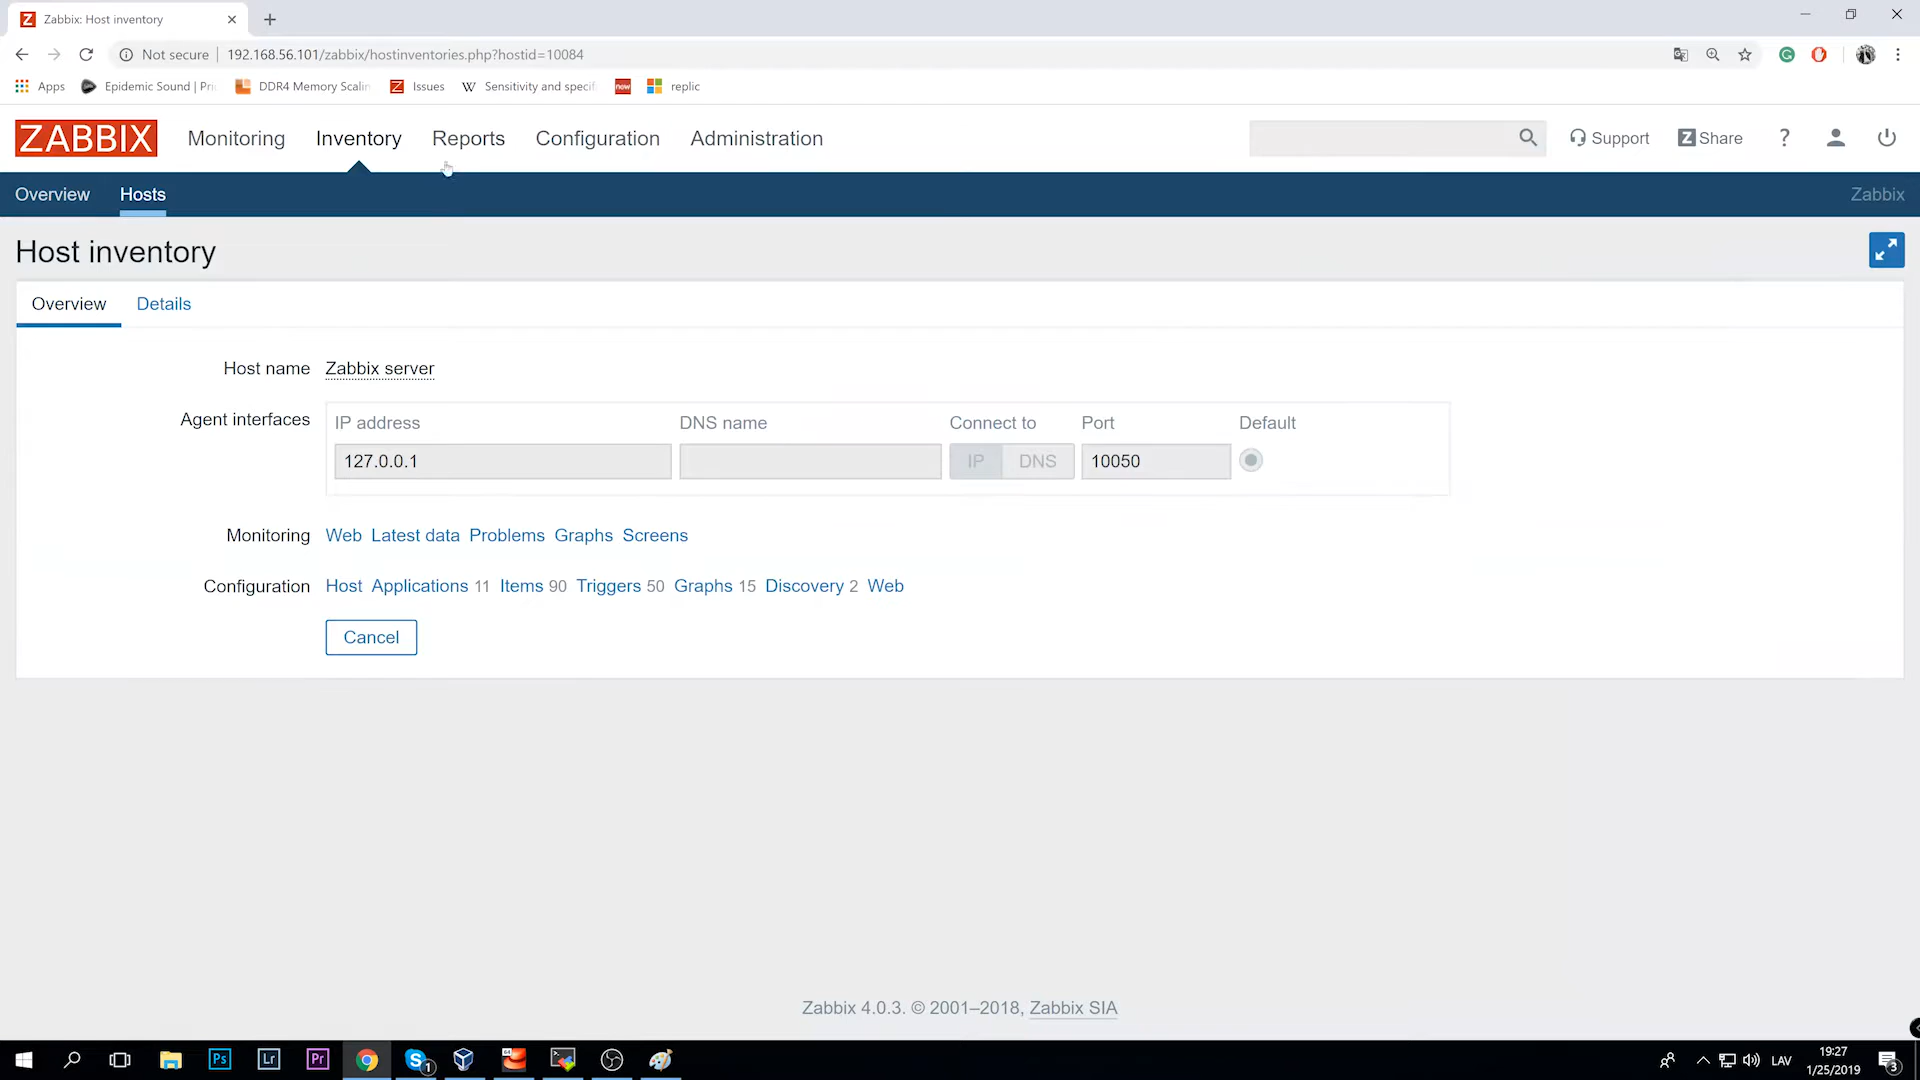 Zabbix: Host inventory
Not secure 192.168.56.101/zabbix/hostinventories.php?hostid=10084
Apps Epidemic Sound | Pr DDR4 Memory Scalin Issues W Sensitivity and specif now replic
ZABBIX Monitoring Inventory Reports Configuration Administration Support Z Share ?
Overview Hosts Zabbix
Host inventory
Overview Details
Host name Zabbix server
Agent interfaces IP address DNS name Connect to Port Default
127.0.0.1 IP DNS 10050
Monitoring Web Latest data Problems Graphs Screens
Configuration Host Applications 11 Items 90 Triggers 50 Graphs 15 Discovery 2 Web
Cancel
Zabbix 4.0.3. © 2001–2018, Zabbix SIA
Ps Lr Pr 1 LAV 19:27 3
1/25/2019